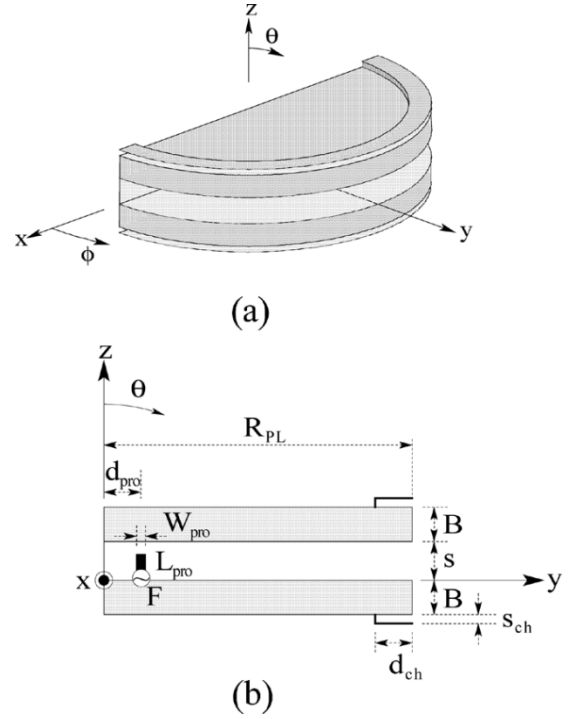 z
θ
x
ϕ
y
(a)
z
θ
R_PL
d_pro
W_pro
B
L_pro
s
x
F
y
B
s_ch
d_ch
(b)